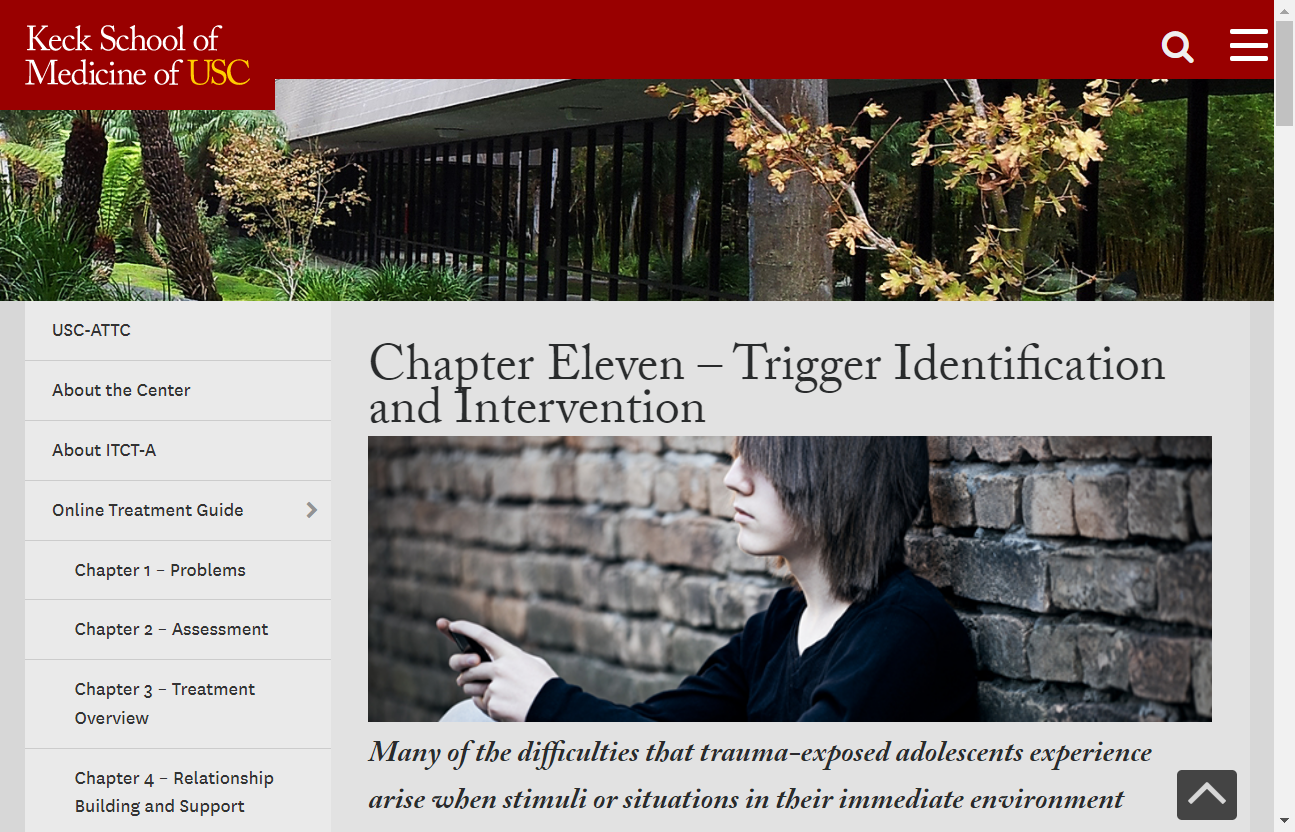 Keck School of
Medicine of USC
USC-ATTC
About the Center
About ITCT-A
Online Treatment Guide
Chapter 1 – Problems
Chapter 2 – Assessment
Chapter 3 – Treatment
Overview
Chapter 4 – Relationship
Building and Support
Chapter Eleven – Trigger Identification
and Intervention
Many of the difficulties that trauma-exposed adolescents experience
arise when stimuli or situations in their immediate environment